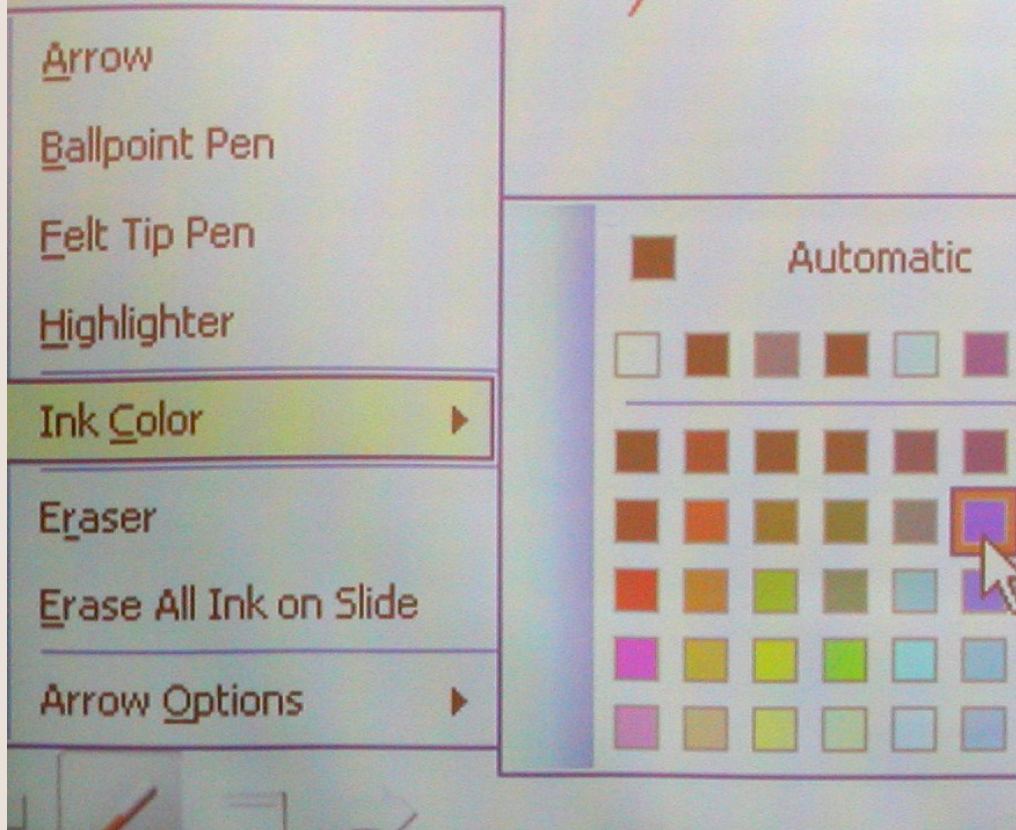 Arrow
Ballpoint Pen
Felt Tip Pen
Highlighter
Ink Color
Eraser
Erase All Ink on Slide
Arrow Options
Automatic